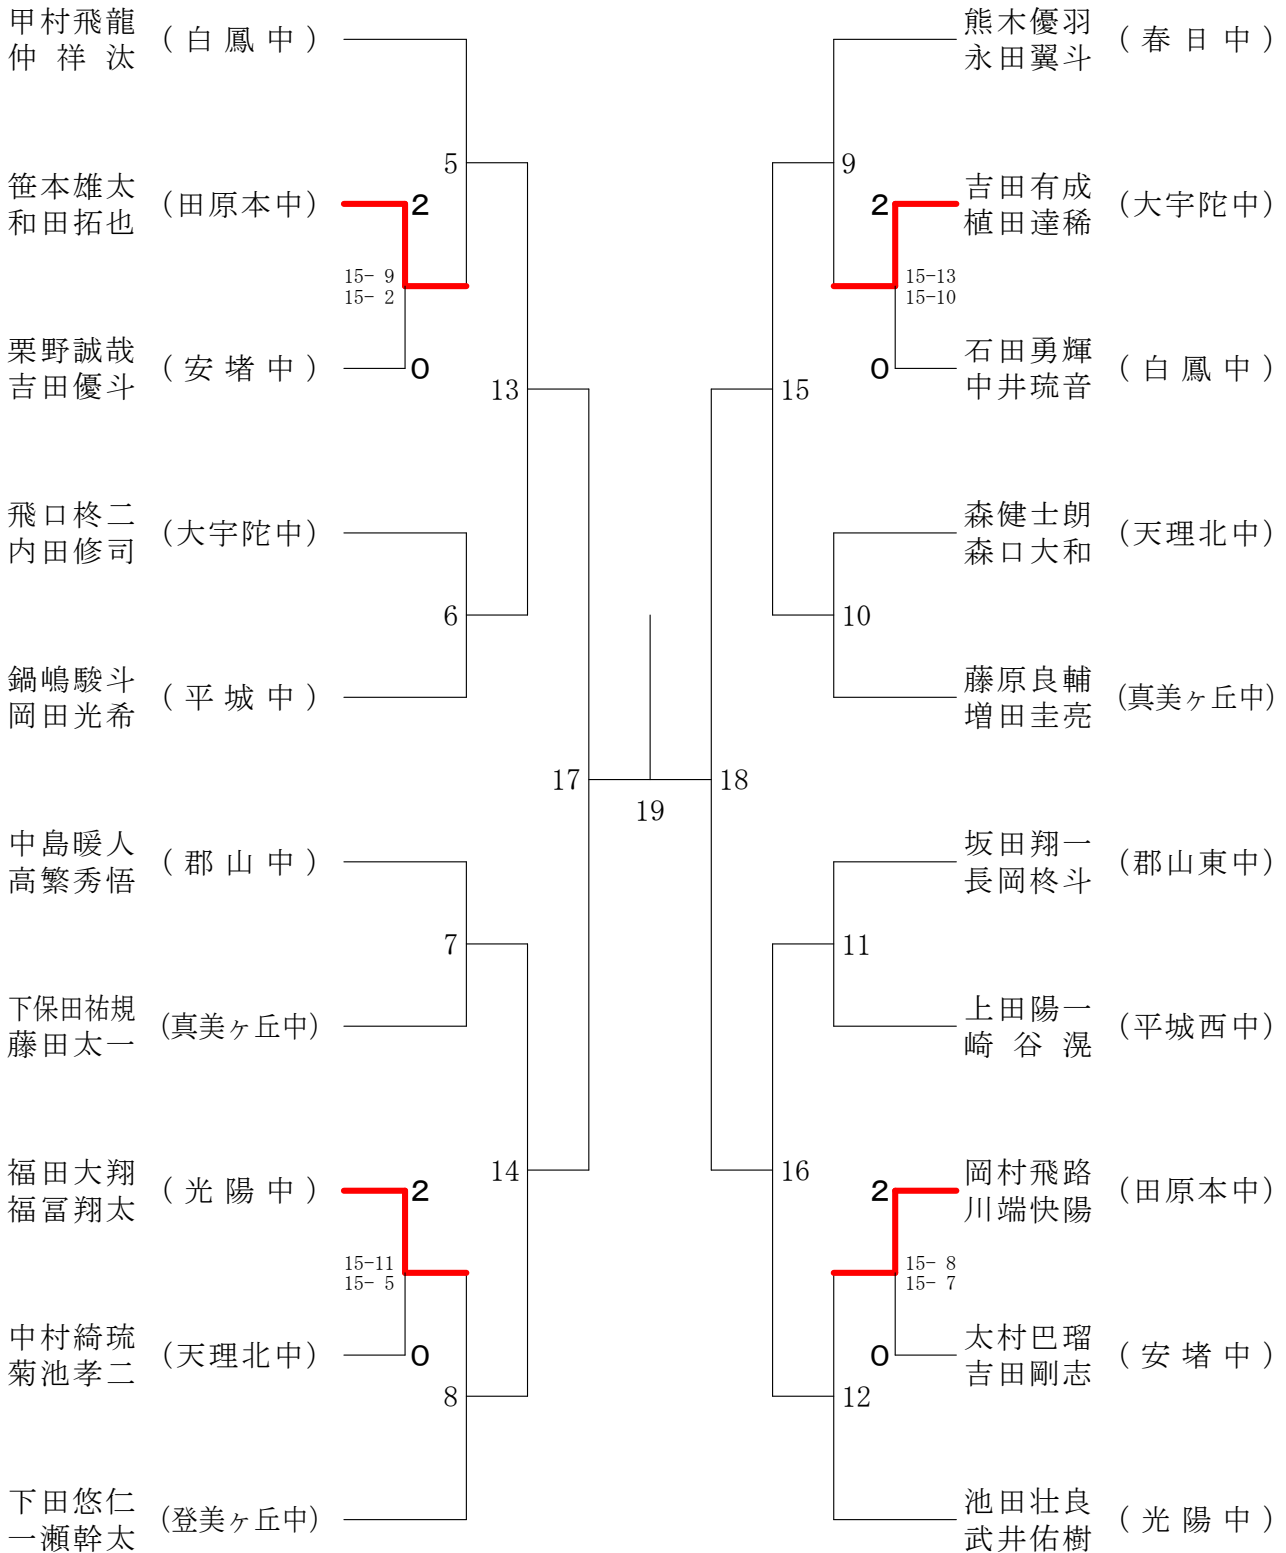 甲村飛龍
仲祥汰
(白鳳中)
笹本雄太
和田拓也
(田原本中)
2
5
15- 9
15- 2
栗野誠哉
吉田優斗
(安堵中)
0
13
飛口柊二
内田修司
(大宇陀中)
6
鍋嶋駿斗
岡田光希
(平城中)
17
中島暖人
高繁秀悟
(郡山中)
7
下保田祐規
藤田太一
(真美ヶ丘中)
福田大翔
福冨翔太
(光陽中)
2
14
15-11
15- 5
中村綺琉
菊池孝二
(天理北中)
0
8
下田悠仁
一瀬幹太
(登美ヶ丘中)
19
熊木優羽
永田翼斗
(春日中)
9
2
吉田有成
植田達稀
(大宇陀中)
15-13
15-10
0
石田勇輝
中井琉音
(白鳳中)
15
森健士朗
森口大和
(天理北中)
10
藤原良輔
増田圭亮
(真美ヶ丘中)
18
坂田翔一
長岡柊斗
(郡山東中)
11
上田陽一
崎谷滉
(平城西中)
16
2
岡村飛路
川端快陽
(田原本中)
15- 8
15- 7
0
太村巴瑠
吉田剛志
(安堵中)
12
池田壮良
武井佑樹
(光陽中)